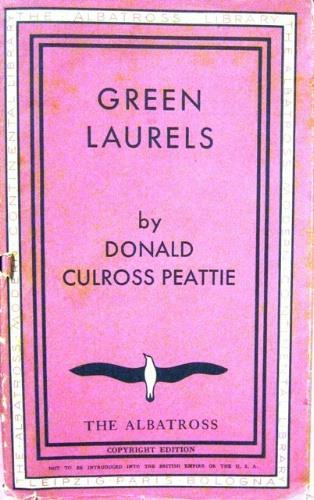 THE ALBATROSS LIBRARY
GREEN
LAURELS
by
DONALD
CULROSS PEATTIE
THE ALBATROSS
COPYRIGHT EDITION
NOT TO BE INTRODUCED INTO THE BRITISH EMPIRE OR THE U.S.A.
LEIPZIG PARIS BOLOGNA